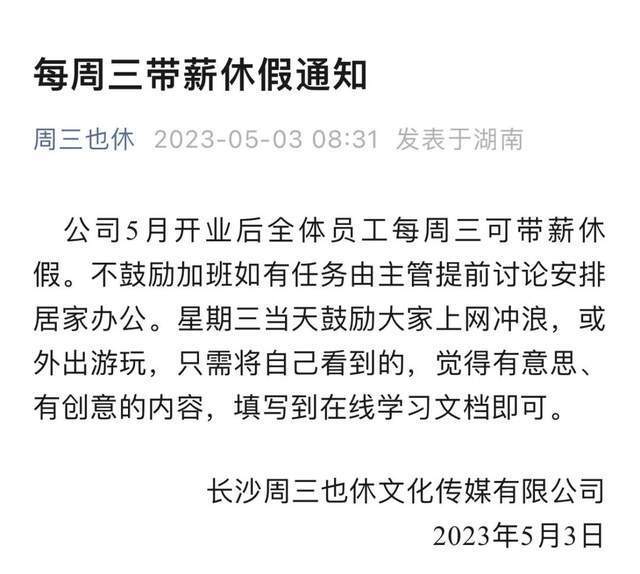 每周三带薪休假通知
周三也休 2023-05-03 08:31 发表于湖南
公司5月开业后全体员工每周三可带薪休
假。不鼓励加班如有任务由主管提前讨论安排
居家办公。星期三当天鼓励大家上网冲浪，或
外出游玩，只需将自己看到的，觉得有意思、
有创意的内容，填写到在线学习文档即可。
长沙周三也休文化传媒有限公司
2023年5月3日